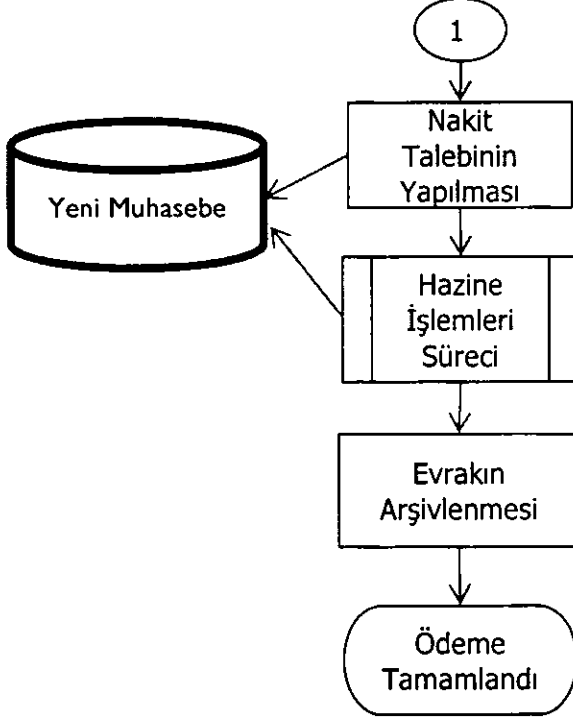 1
Nakit
Talebinin
Yapılması
Yeni Muhasebe
Hazine
İşlemleri
Süreci
Evrakın
Arşivlenmesi
Ödeme
Tamamlandı